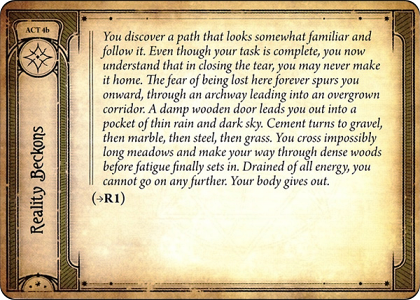 ACT 4b
Reality Beckons
You discover a path that looks somewhat familiar and
follow it. Even though your task is complete, you now
understand that in closing the tear, you may never make
it home. The fear of being lost here forever spurs you
onward, through an archway leading into an overgrown
corridor. A damp wooden door leads you out into a
pocket of thin rain and dark sky. Cement turns to gravel,
then marble, then steel, then grass. You cross impossibly
long meadows and make your way through dense woods
before fatigue finally sets in. Drained of all energy, you
cannot go on any further. Your body gives out.
(→R1)